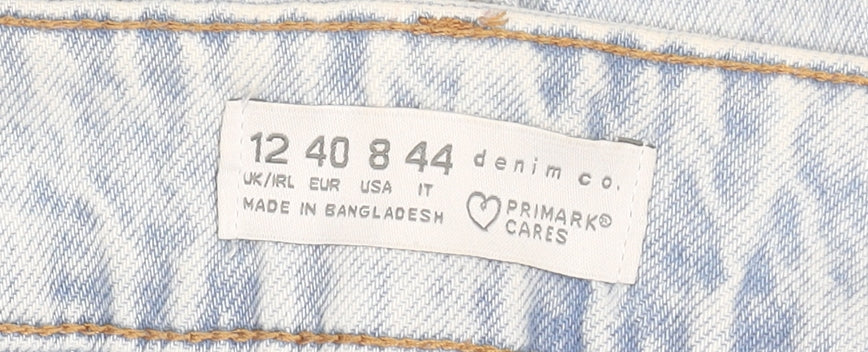 12 40 8 44 denim co.
UK/IRL EUR USA IT
MADE IN BANGLADESH
PRIMARK®
CARES